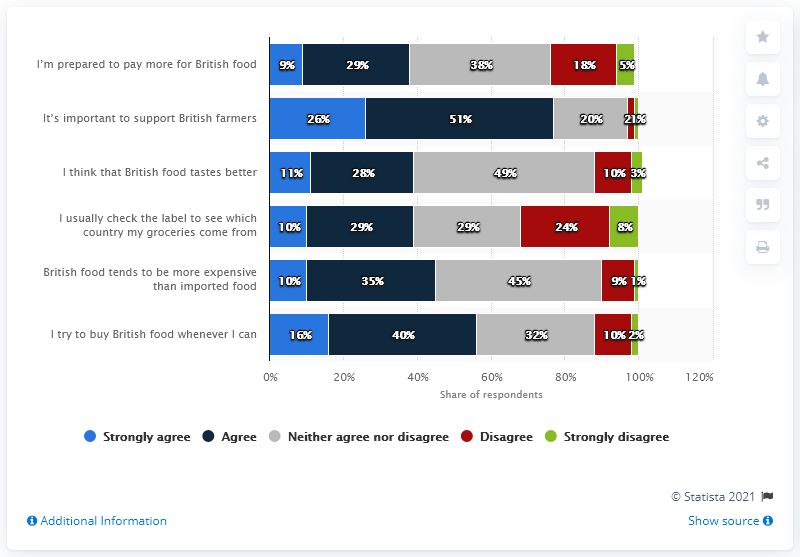 I'm prepared to pay more for British food
9% 29% 38% 18% 5%
It's important to support British farmers
26% 51% 20% 2% 1%
I think that British food tastes better
11% 28% 49% 10% 3%
I usually check the label to see which
country my groceries come from
10% 29% 29% 24% 8%
British food tends to be more expensive
than imported food
10% 35% 45% 9% 1%
I try to buy British food whenever I can
16% 40% 32% 10% 2%
0% 20% 40% 60% 80% 100% 120%
Share of respondents
Strongly agree Agree Neither agree nor disagree Disagree Strongly disagree
© Statista 2021
Additional Information
Show source